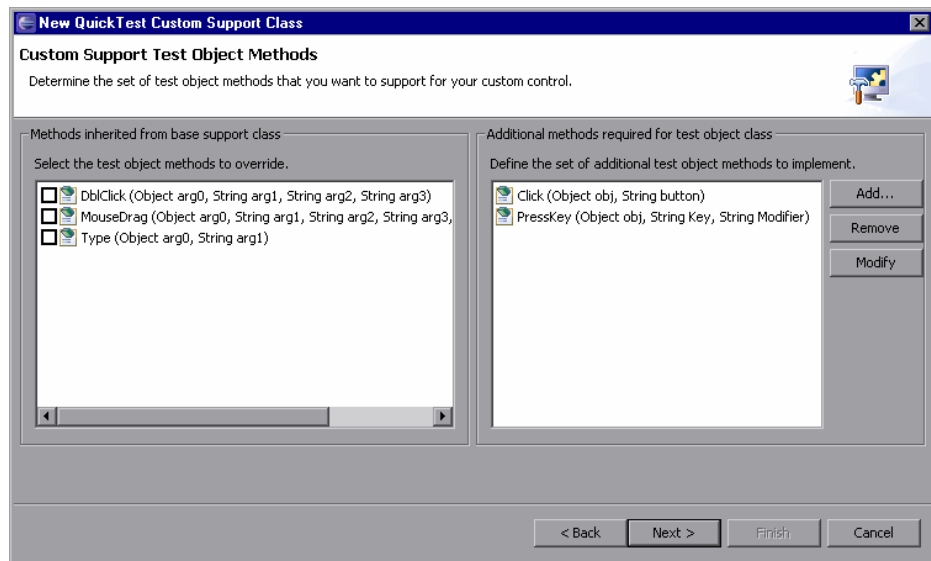 New QuickTest Custom Support Class
Custom Support Test Object Methods
Determine the set of test object methods that you want to support for your custom control.
Methods inherited from base support class
Select the test object methods to override.
DblClick (Object arg0, String arg1, String arg2, String arg3)
MouseDrag (Object arg0, String arg1, String arg2, String arg3,
Type (Object arg0, String arg1)
Additional methods required for test object class
Define the set of additional test object methods to implement.
Click (Object obj, String button)
PressKey (Object obj, String Key, String Modifier)
Add...
Remove
Modify
< Back
Next >
Finish
Cancel